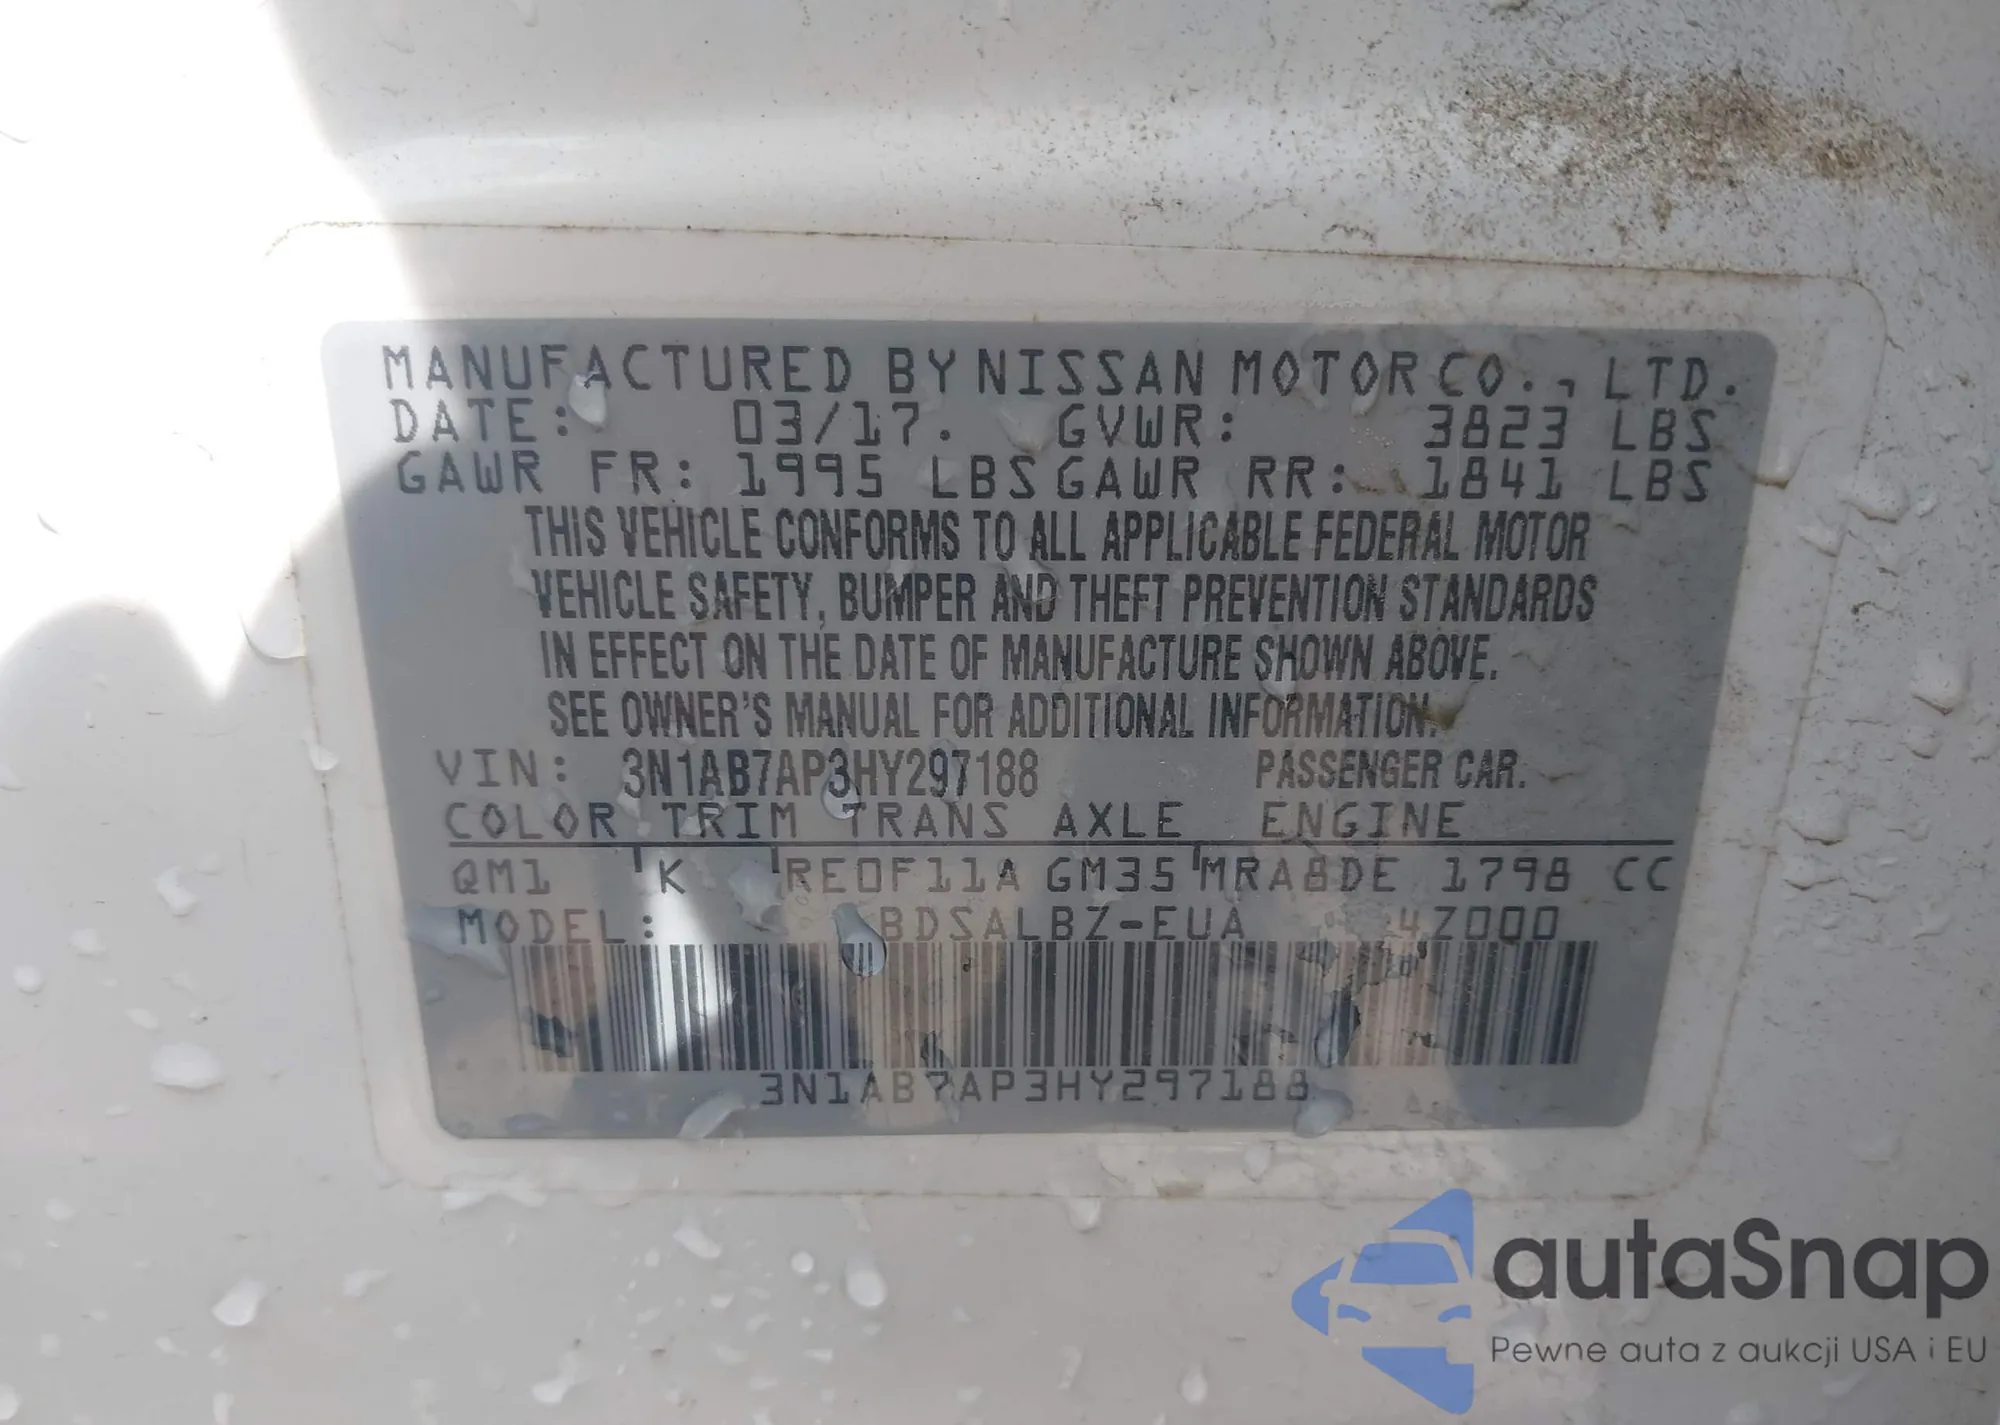 MANUFACTURED BY NISSAN MOTOR CO., LTD.
DATE: 03/17. GVWR: 3823 LBS
GAWR FR: 1995 LBS GAWR RR: 1841 LBS
THIS VEHICLE CONFORMS TO ALL APPLICABLE FEDERAL MOTOR
VEHICLE SAFETY, BUMPER AND THEFT PREVENTION STANDARDS
IN EFFECT ON THE DATE OF MANUFACTURE SHOWN ABOVE.
SEE OWNER'S MANUAL FOR ADDITIONAL INFORMATION.
VIN: 3N1AB7AP3HY297188 PASSENGER CAR.
COLOR TRIM TRANS AXLE ENGINE
QM1 K RE0F11A GM35 MRA8DE 1798 CC
MODEL: BDSALBZ-EUA 4Z000
3N1AB7AP3HY297188
autaSnap
Pewne auta z aukcji USA i EU